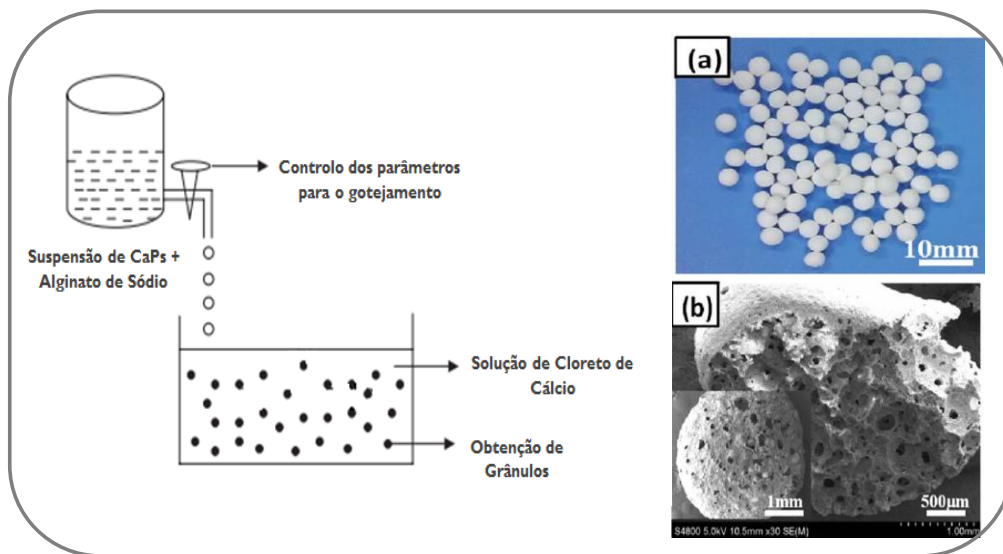 Controlo dos parâmetros
para o gotejamento
Suspensão de CaPs +
Alginato de Sódio
Solução de Cloreto de
Cálcio
Obtenção de
Grânulos
(a)
10mm
(b)
1mm
500μm
S4800 5.0kV 10.5mm x30 SE(M)
1.00mm